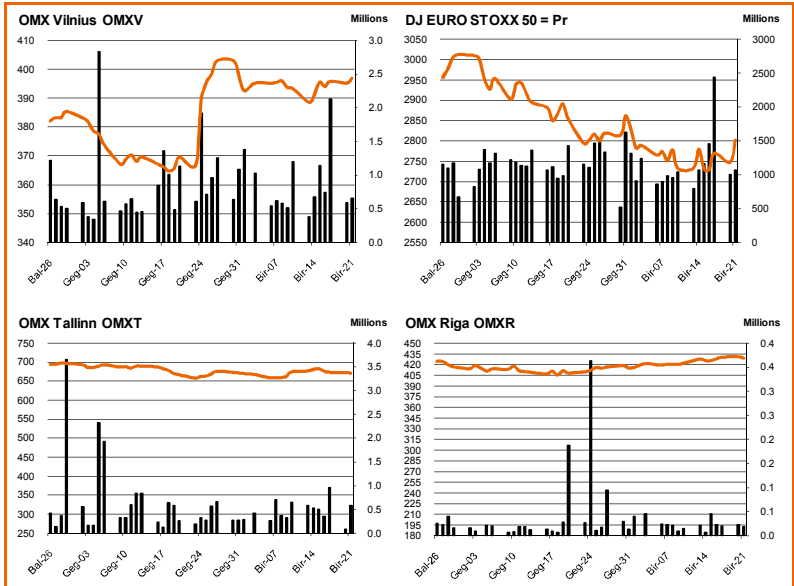 OMX Vilnius OMXV
Millions
410
400
390
380
370
360
350
340
3.0
2.5
2.0
1.5
1.0
0.5
0.0
Bal-26
Geg-03
Geg-10
Geg-17
Geg-24
Geg-31
Bir-07
Bir-14
Bir-21
DJ EURO STOXX 50 = Pr
Millions
3050
3000
2950
2900
2850
2800
2750
2700
2650
2600
2550
3000
2500
2000
1500
1000
500
0
Bal-26
Geg-03
Geg-10
Geg-17
Geg-24
Geg-31
Bir-07
Bir-14
Bir-21
OMX Tallinn OMXT
Millions
750
700
650
600
550
500
450
400
350
300
250
4.0
3.5
3.0
2.5
2.0
1.5
1.0
0.5
0.0
Bal-26
Geg-03
Geg-10
Geg-17
Geg-24
Geg-31
Bir-07
Bir-14
Bir-21
OMX Riga OMXR
Millions
450
435
420
405
390
375
360
345
330
315
300
285
270
255
240
225
210
195
180
0.4
0.4
0.3
0.3
0.2
0.2
0.1
0.1
0.0
Bal-26
Geg-03
Geg-10
Geg-17
Geg-24
Geg-31
Bir-07
Bir-14
Bir-21